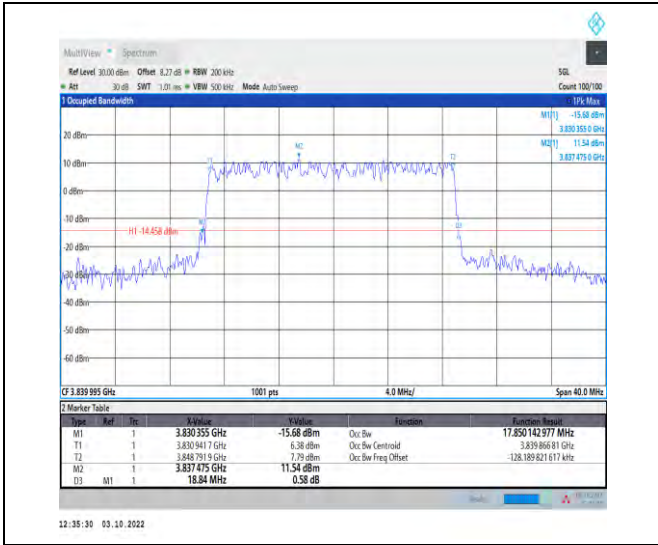 MultiView Spectrum
Ref Level 30.00 dBm Offset 8.27 dB RBW 200 kHz SGL
Att 30 dB SWT 1.01 ms VBW 500 kHz Mode Auto Sweep Count 100/100
1 Occupied Bandwidth 1Pk Max
M1[1] -15.68 dBm
3.830 355 0 GHz
20 dBm M2[1] 11.54 dBm
3.837 475 0 GHz
M2
T1 T2
10 dBm
0 dBm
-10 dBm
D3
H1 -14.458 dBm
-20 dBm
-30 dBm
-40 dBm
-50 dBm
-60 dBm
CF 3.839 995 GHz 1001 pts 4.0 MHz/ Span 40.0 MHz
2 Marker Table
Type Ref Trc X-Value Y-Value Function Function Result
M1 1 3.830 355 GHz -15.68 dBm Occ Bw 17.850 142 977 MHz
T1 1 3.830 941 7 GHz 6.38 dBm Occ Bw Centroid 3.839 866 81 GHz
T2 1 3.848 791 9 GHz 7.79 dBm Occ Bw Freq Offset -128.189 821 617 kHz
M2 1 3.837 475 GHz 11.54 dBm
D3 M1 1 18.84 MHz 0.58 dB
12:35:30 03.10.2022